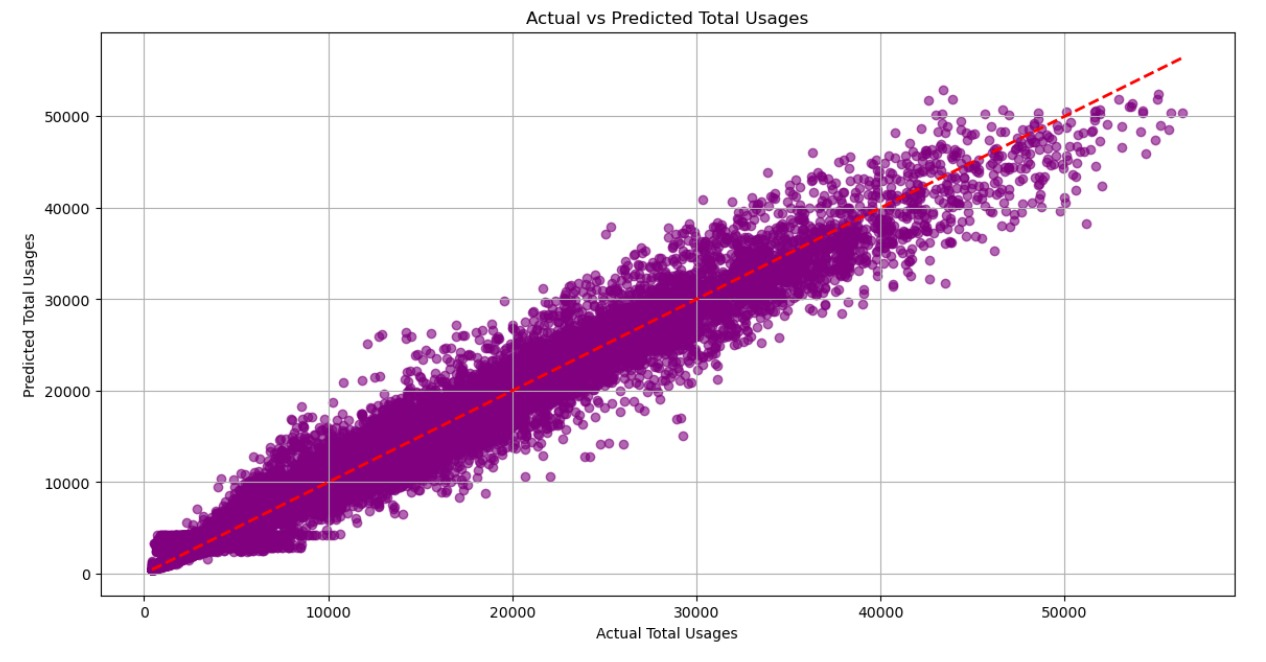 Actual vs Predicted Total Usages
Predicted Total Usages
50000
40000
30000
20000
10000
0
0 10000 20000 30000 40000 50000
Actual Total Usages